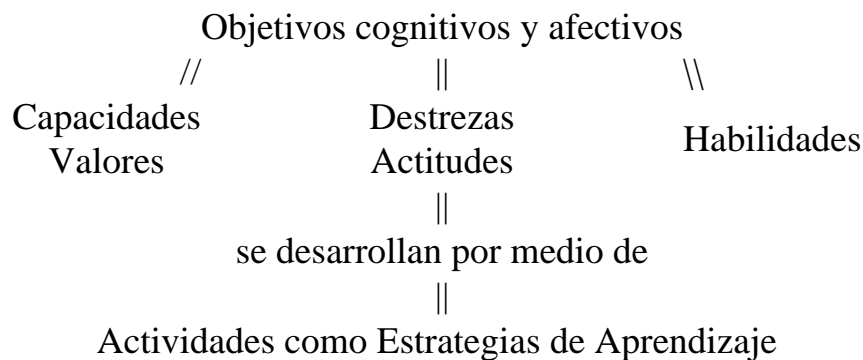 Objetivos cognitivos y afectivos
// || \\
Capacidades Destrezas Habilidades
Valores Actitudes
||
se desarrollan por medio de
||
Actividades como Estrategias de Aprendizaje